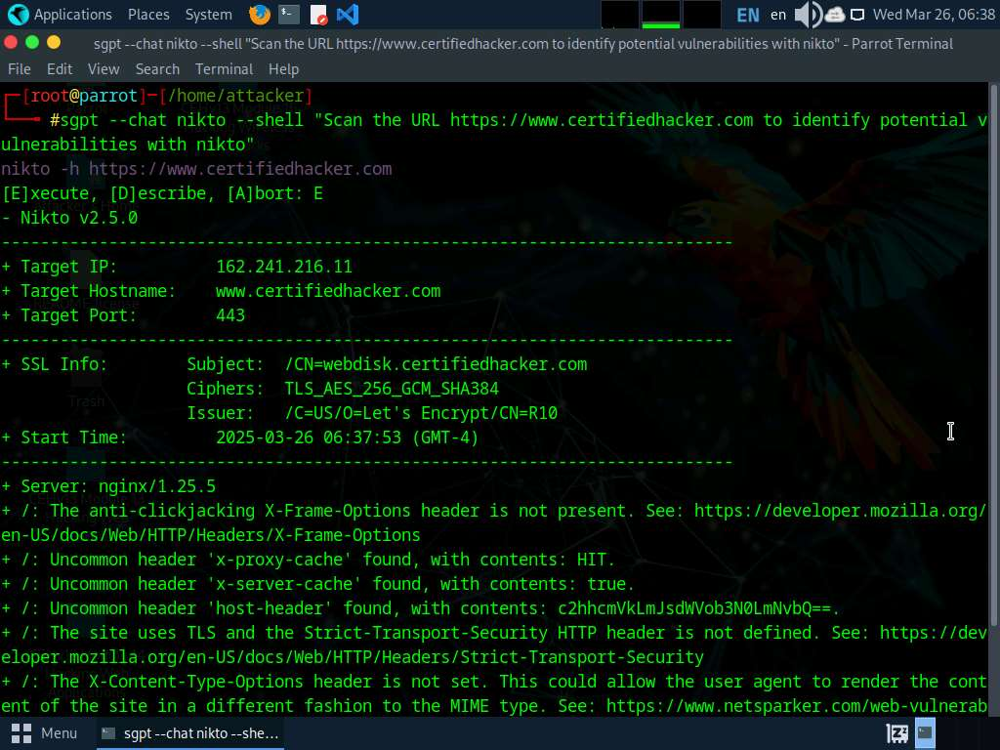 Applications Places System EN en Wed Mar 26, 06:38
sgpt --chat nikto --shell "Scan the URL https://www.certifiedhacker.com to identify potential vulnerabilities with nikto" - Parrot Terminal
File Edit View Search Terminal Help
┌─[root@parrot]─[/home/attacker]
└──╼ #sgpt --chat nikto --shell "Scan the URL https://www.certifiedhacker.com to identify potential v
ulnerabilities with nikto"
nikto -h https://www.certifiedhacker.com
[E]xecute, [D]escribe, [A]bort: E
- Nikto v2.5.0
---------------------------------------------------------------------------
+ Target IP: 162.241.216.11
+ Target Hostname: www.certifiedhacker.com
+ Target Port: 443
---------------------------------------------------------------------------
+ SSL Info: Subject: /CN=webdisk.certifiedhacker.com
Ciphers: TLS_AES_256_GCM_SHA384
Issuer: /C=US/O=Let's Encrypt/CN=R10
+ Start Time: 2025-03-26 06:37:53 (GMT-4)
---------------------------------------------------------------------------
+ Server: nginx/1.25.5
+ /: The anti-clickjacking X-Frame-Options header is not present. See: https://developer.mozilla.org/
en-US/docs/Web/HTTP/Headers/X-Frame-Options
+ /: Uncommon header 'x-proxy-cache' found, with contents: HIT.
+ /: Uncommon header 'x-server-cache' found, with contents: true.
+ /: Uncommon header 'host-header' found, with contents: c2hhcmVkLmJsdWVob3N0LmNvbQ==.
+ /: The site uses TLS and the Strict-Transport-Security HTTP header is not defined. See: https://dev
eloper.mozilla.org/en-US/docs/Web/HTTP/Headers/Strict-Transport-Security
+ /: The X-Content-Type-Options header is not set. This could allow the user agent to render the cont
ent of the site in a different fashion to the MIME type. See: https://www.netsparker.com/web-vulnerab
Trash
Menu sgpt --chat nikto --she...